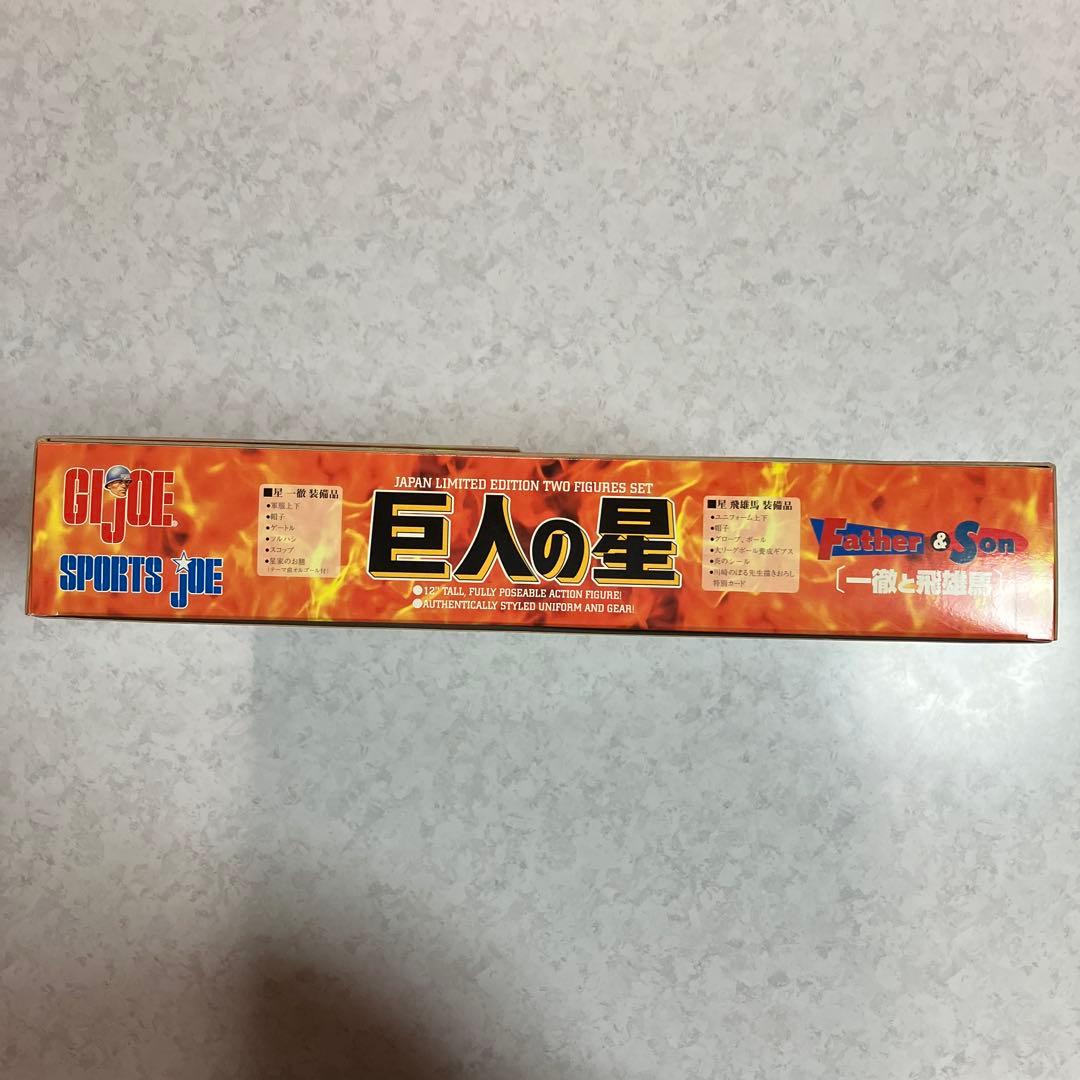 GIJOE®
SPORTS JOE
■星 一徹 装備品
●軍服上下
●帽子
●ゲートル
●ツルハシ
●スコップ
●星家のお膳
(テーマ曲オルゴール付)
JAPAN LIMITED EDITION TWO FIGURES SET
巨人の星
●12" TALL, FULLY POSEABLE ACTION FIGURE!
●AUTHENTICALLY STYLED UNIFORM AND GEAR!
■星 飛雄馬 装備品
●ユニフォーム上下
●帽子
●グローブ、ボール
●大リーグボール養成ギプス
●炎のシール
●川崎のぼる先生描きおろし
特別カード
Father & Son
〔一徹と飛雄馬〕